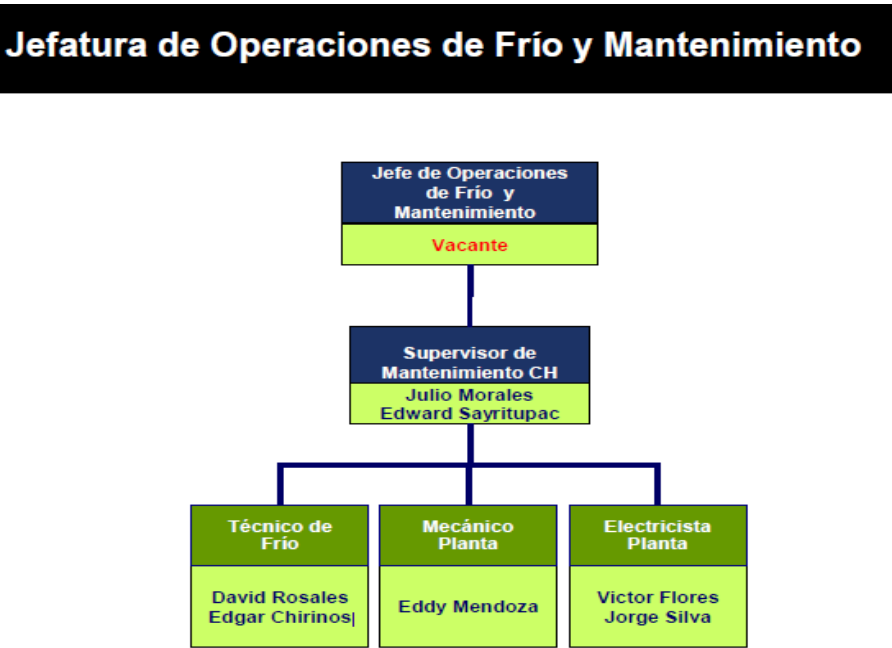 Jefatura de Operaciones de Frío y Mantenimiento
Jefe de Operaciones
de Frío y
Mantenimiento
Vacante
Supervisor de
Mantenimiento CH
Julio Morales
Edward Sayritupac
Técnico de
Frío
David Rosales
Edgar Chirinos
Mecánico
Planta
Eddy Mendoza
Electricista
Planta
Victor Flores
Jorge Silva